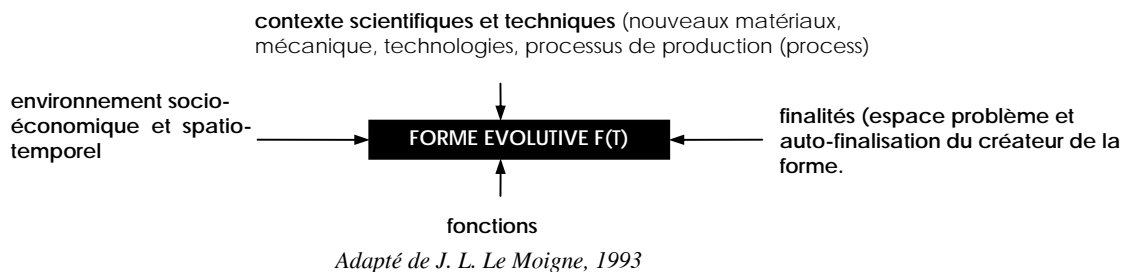 contexte scientifiques et techniques (nouveaux matériaux,
mécanique, technologies, processus de production (process)
environnement socio-
économique et spatio-
temporel
FORME EVOLUTIVE F(T)
finalités (espace problème et
auto-finalisation du créateur de la
forme.
fonctions
Adapté de J. L. Le Moigne, 1993